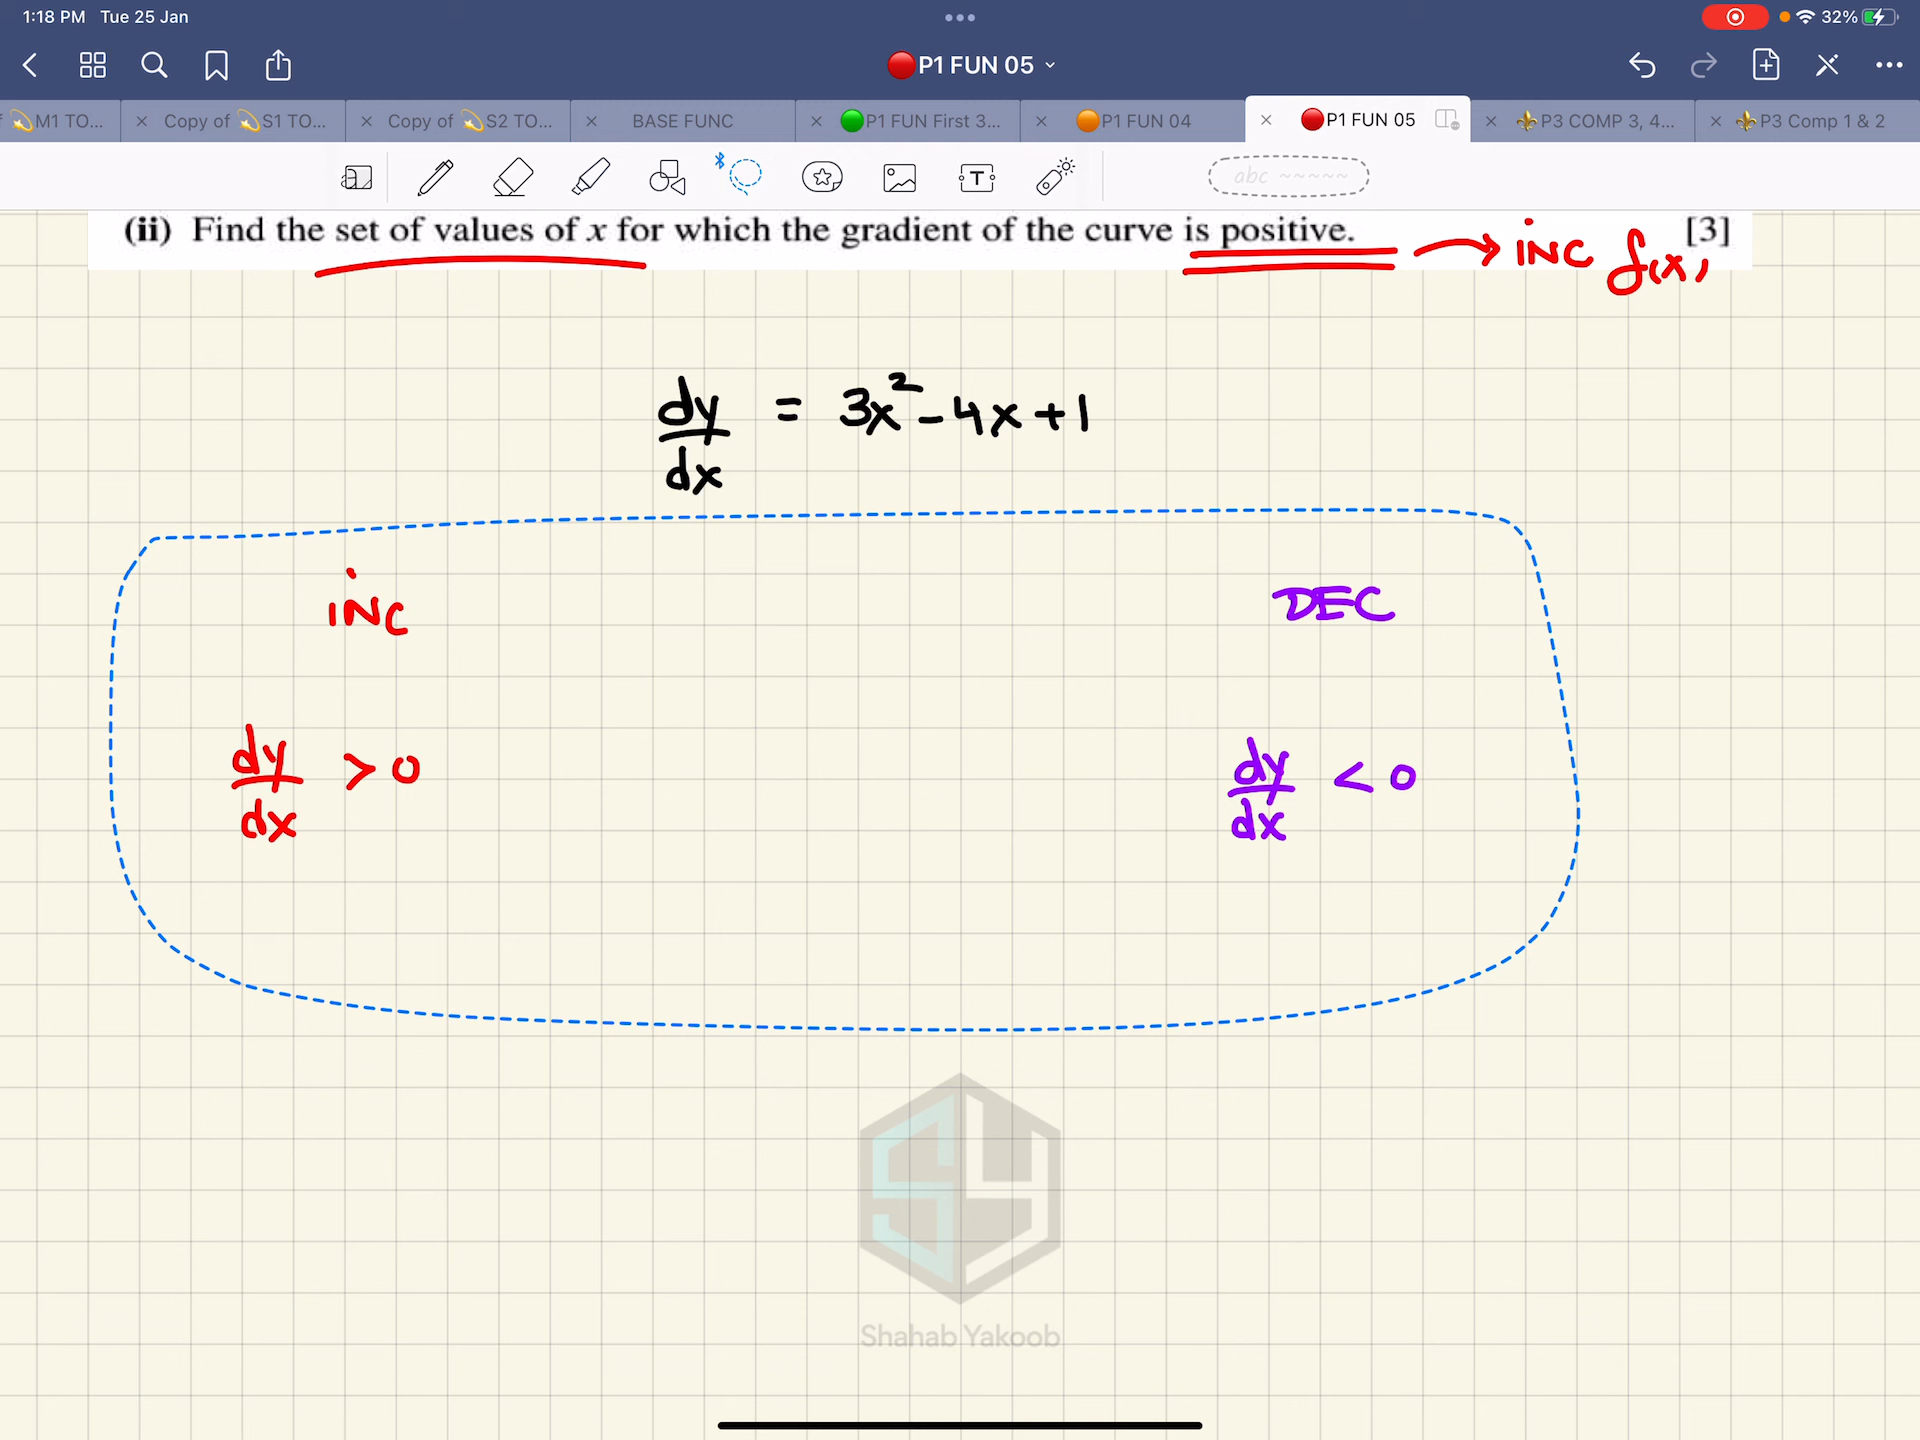 1:18 PM Tue 25 Jan
32%
P1 FUN 05
M1 TO...
Copy of S1 TO...
Copy of S2 TO...
BASE FUNC
P1 FUN First 3...
P1 FUN 04
P1 FUN 05
P3 COMP 3, 4...
P3 Comp 1 & 2
abc
(ii) Find the set of values of x for which the gradient of the curve is positive. [3]
→ INC f(x)
dy/dx = 3x² - 4x + 1
INC
DEC
dy/dx > 0
dy/dx < 0
Shahab Yakoob